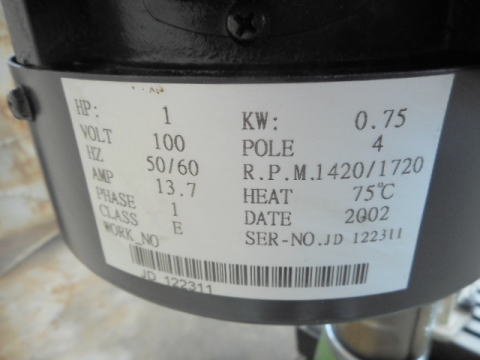 HP: 1 KW: 0.75
VOLT 100 POLE 4
HZ 50/60 R.P.M.1420/1720
AMP 13.7 HEAT 75℃
PHASE 1 DATE 2002
CLASS E SER-NO.JD 122311
WORK_NO
JD 122311